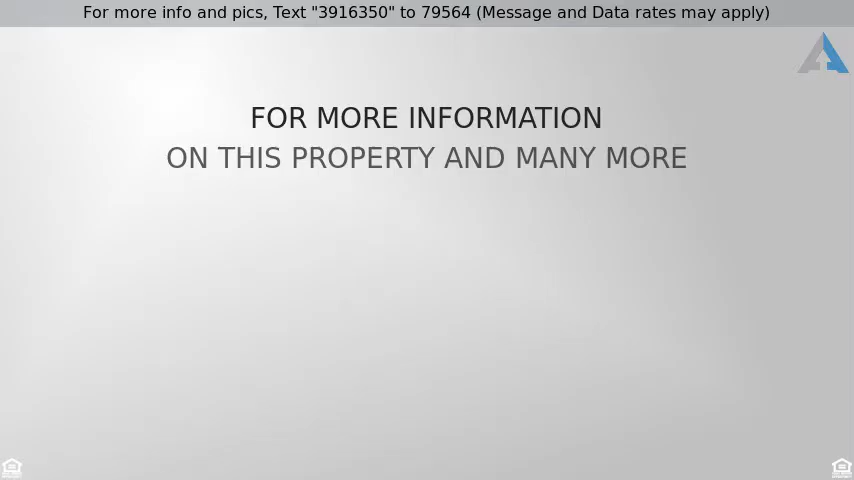 For more info and pics, Text "3916350" to 79564 (Message and Data rates may apply)
FOR MORE INFORMATION
ON THIS PROPERTY AND MANY MORE